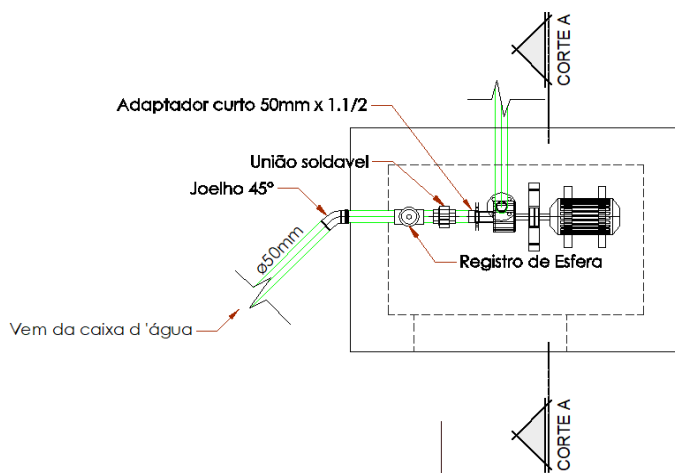 CORTE A
Adaptador curto 50mm x 1.1/2
União soldavel
Joelho 45º
ø50mm
Registro de Esfera
Vem da caixa d 'água
CORTE A